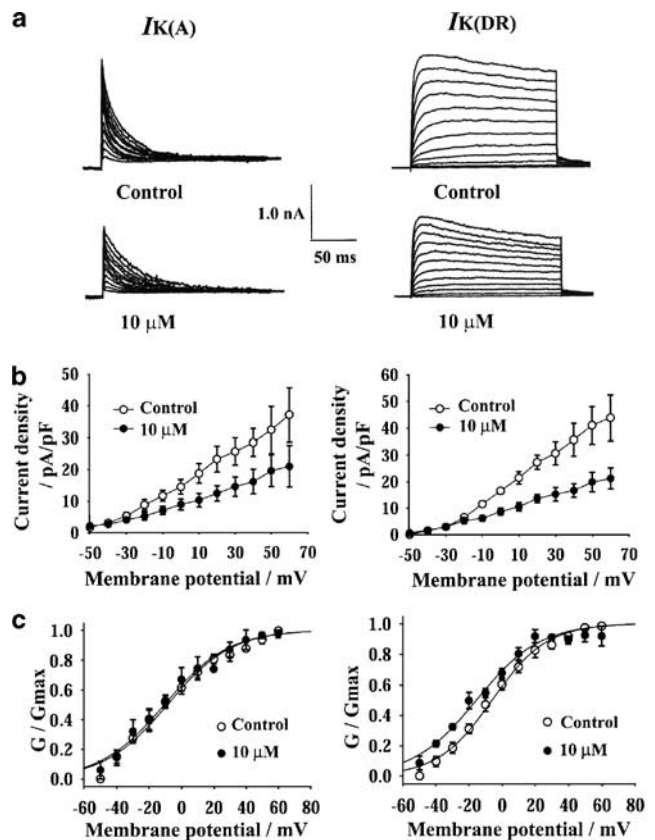 a
IK(A)
IK(DR)
Control
Control
1.0 nA
50 ms
10 μM
10 μM
b
50
40
30
20
10
0
Current density
/ pA/pF
Control
10 μM
-50 -30 -10 10 30 50 70
Membrane potential / mV
60
50
40
30
20
10
0
Current density
/ pA/pF
Control
10 μM
-50 -30 -10 10 30 50 70
Membrane potential / mV
c
1.0
0.8
0.6
0.4
0.2
0.0
G / Gmax
Control
10 μM
-60 -40 -20 0 20 40 60 80
Membrane potential / mV
1.0
0.8
0.6
0.4
0.2
0.0
G / Gmax
Control
10 μM
-60 -40 -20 0 20 40 60 80
Membrane potential / mV